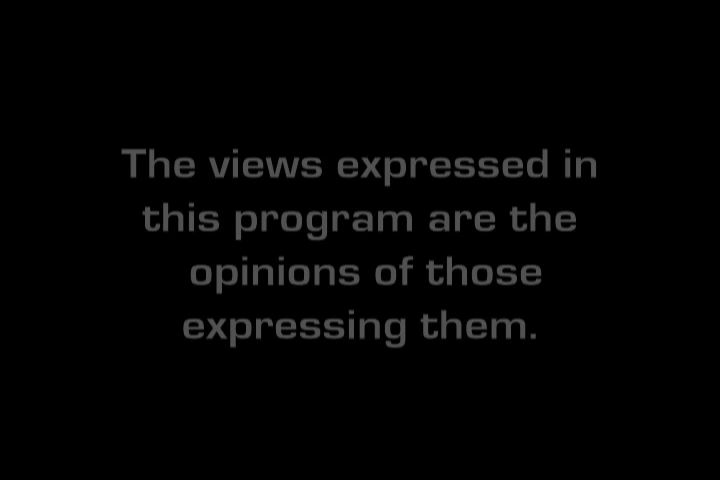 The views expressed in
this program are the
opinions of those
expressing them.